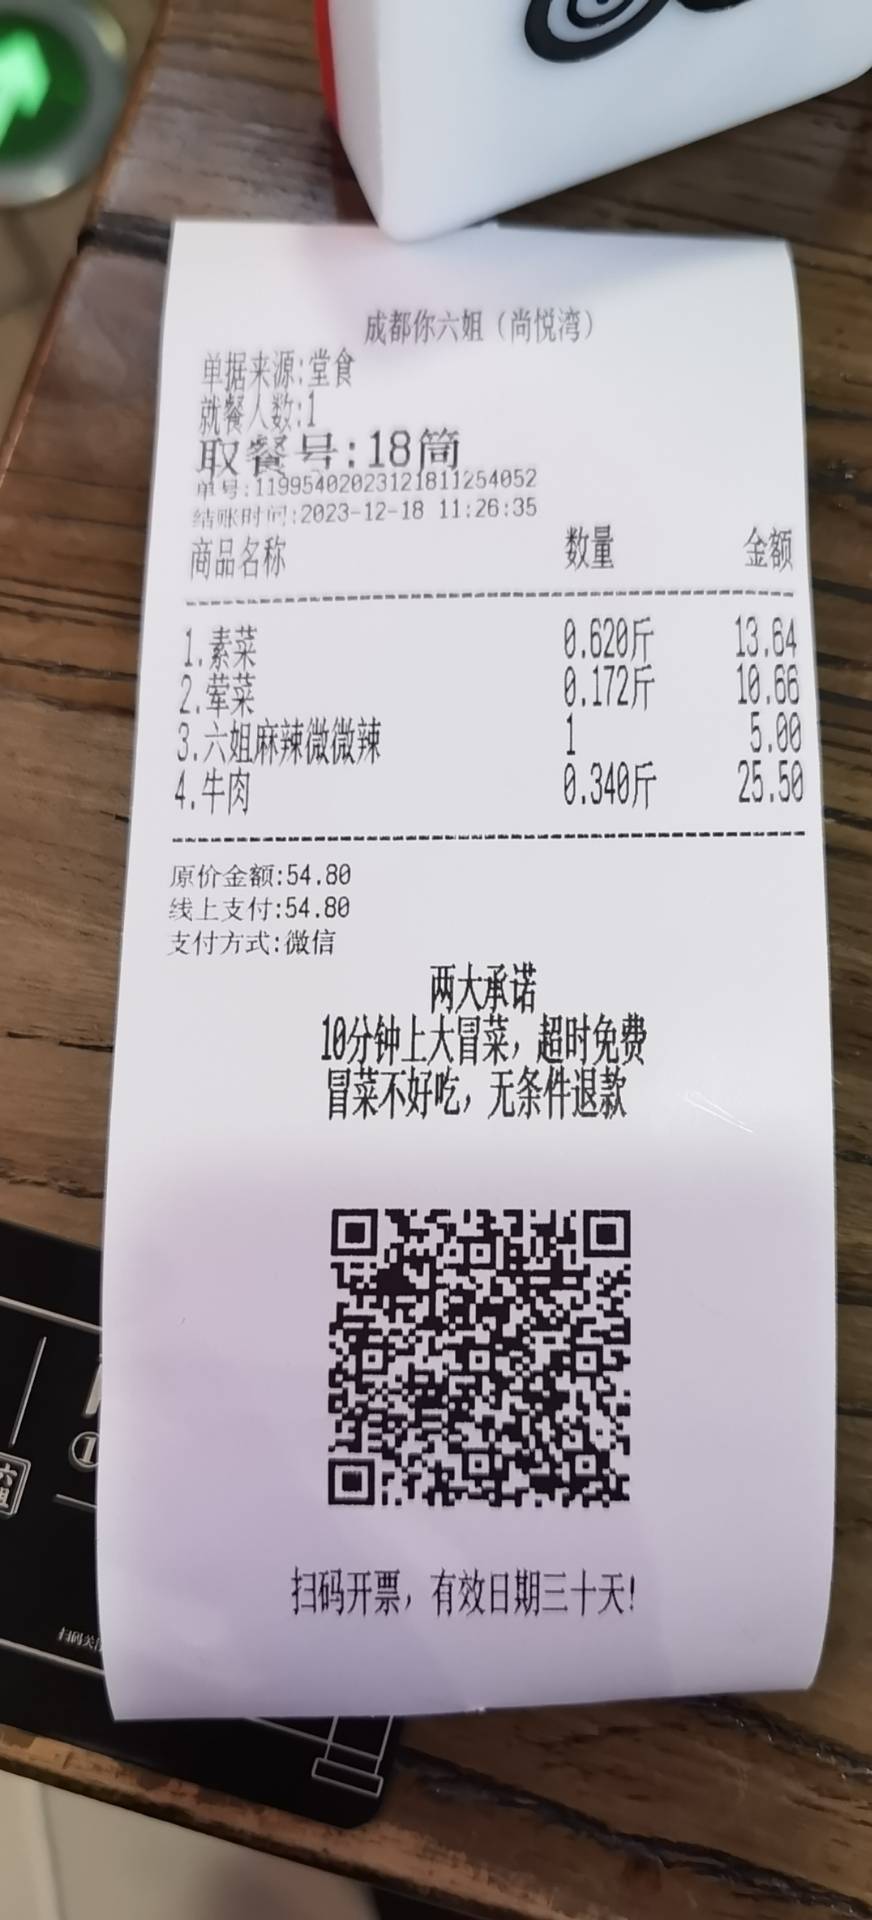 成都你六姐（尚悦湾）
单据来源:堂食
就餐人数:1
取餐号:18筒
单号:11995402023121811254052
结账时间:2023-12-18 11:26:35
商品名称 数量 金额
1.素菜 0.620斤 13.64
2.荤菜 0.172斤 10.66
3.六姐麻辣微微辣 1 5.00
4.牛肉 0.340斤 25.50
原价金额:54.80
线上支付:54.80
支付方式:微信
两大承诺
10分钟上大冒菜，超时免费
冒菜不好吃，无条件退款
扫码开票，有效日期三十天!
①
六姐
扫码关